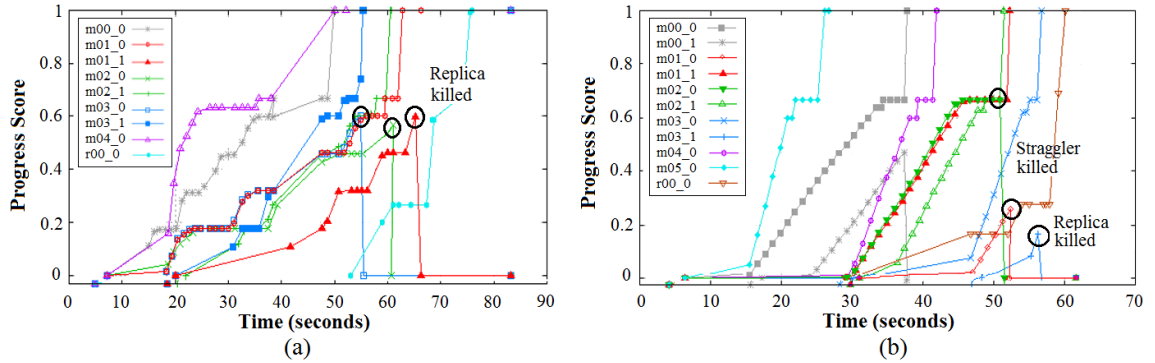 Progress Score
1
0.8
0.6
0.4
0.2
0
m00_0
m01_0
m01_1
m02_0
m02_1
m03_0
m03_1
m04_0
r00_0
Replica
killed
0 10 20 30 40 50 60 70 80 90
Time (seconds)
(a)
Progress Score
1
0.8
0.6
0.4
0.2
0
m00_0
m00_1
m01_0
m01_1
m02_0
m02_1
m03_0
m03_1
m04_0
m05_0
r00_0
Straggler
killed
Replica
killed
0 10 20 30 40 50 60 70
Time (seconds)
(b)